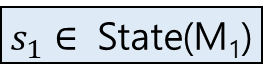 s₁ ∈ State(M₁)